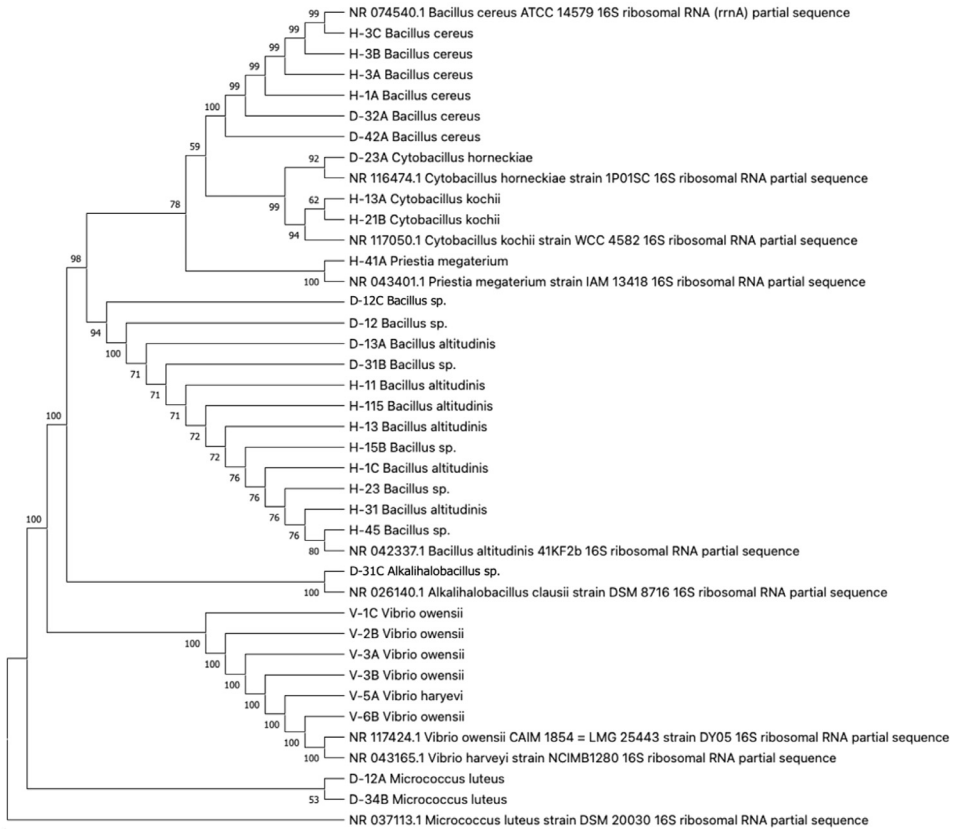 99 NR 074540.1 Bacillus cereus ATCC 14579 16S ribosomal RNA (rrnA) partial sequence
99 H-3C Bacillus cereus
99 H-3B Bacillus cereus
99 H-3A Bacillus cereus
99 H-1A Bacillus cereus
100 D-32A Bacillus cereus
D-42A Bacillus cereus
59
92 D-23A Cytobacillus horneckiae
NR 116474.1 Cytobacillus horneckiae strain 1P01SC 16S ribosomal RNA partial sequence
78 99 62 H-13A Cytobacillus kochii
H-21B Cytobacillus kochii
94 NR 117050.1 Cytobacillus kochii strain WCC 4582 16S ribosomal RNA partial sequence
98 H-41A Priestia megaterium
100 NR 043401.1 Priestia megaterium strain IAM 13418 16S ribosomal RNA partial sequence
D-12C Bacillus sp.
94 D-12 Bacillus sp.
100 D-13A Bacillus altitudinis
71 D-31B Bacillus sp.
71 H-11 Bacillus altitudinis
71 H-115 Bacillus altitudinis
100 72 H-13 Bacillus altitudinis
72 H-15B Bacillus sp.
76 H-1C Bacillus altitudinis
76 H-23 Bacillus sp.
76 H-31 Bacillus altitudinis
100 76 H-45 Bacillus sp.
80 NR 042337.1 Bacillus altitudinis 41KF2b 16S ribosomal RNA partial sequence
D-31C Alkalihalobacillus sp.
100 NR 026140.1 Alkalihalobacillus clausii strain DSM 8716 16S ribosomal RNA partial sequence
V-1C Vibrio owensii
100 V-2B Vibrio owensii
100 V-3A Vibrio owensii
100 V-3B Vibrio owensii
100 V-5A Vibrio haryevi
100 V-6B Vibrio owensii
100 NR 117424.1 Vibrio owensii CAIM 1854 = LMG 25443 strain DY05 16S ribosomal RNA partial sequence
100 NR 043165.1 Vibrio harveyi strain NCIMB1280 16S ribosomal RNA partial sequence
D-12A Micrococcus luteus
53 D-34B Micrococcus luteus
NR 037113.1 Micrococcus luteus strain DSM 20030 16S ribosomal RNA partial sequence